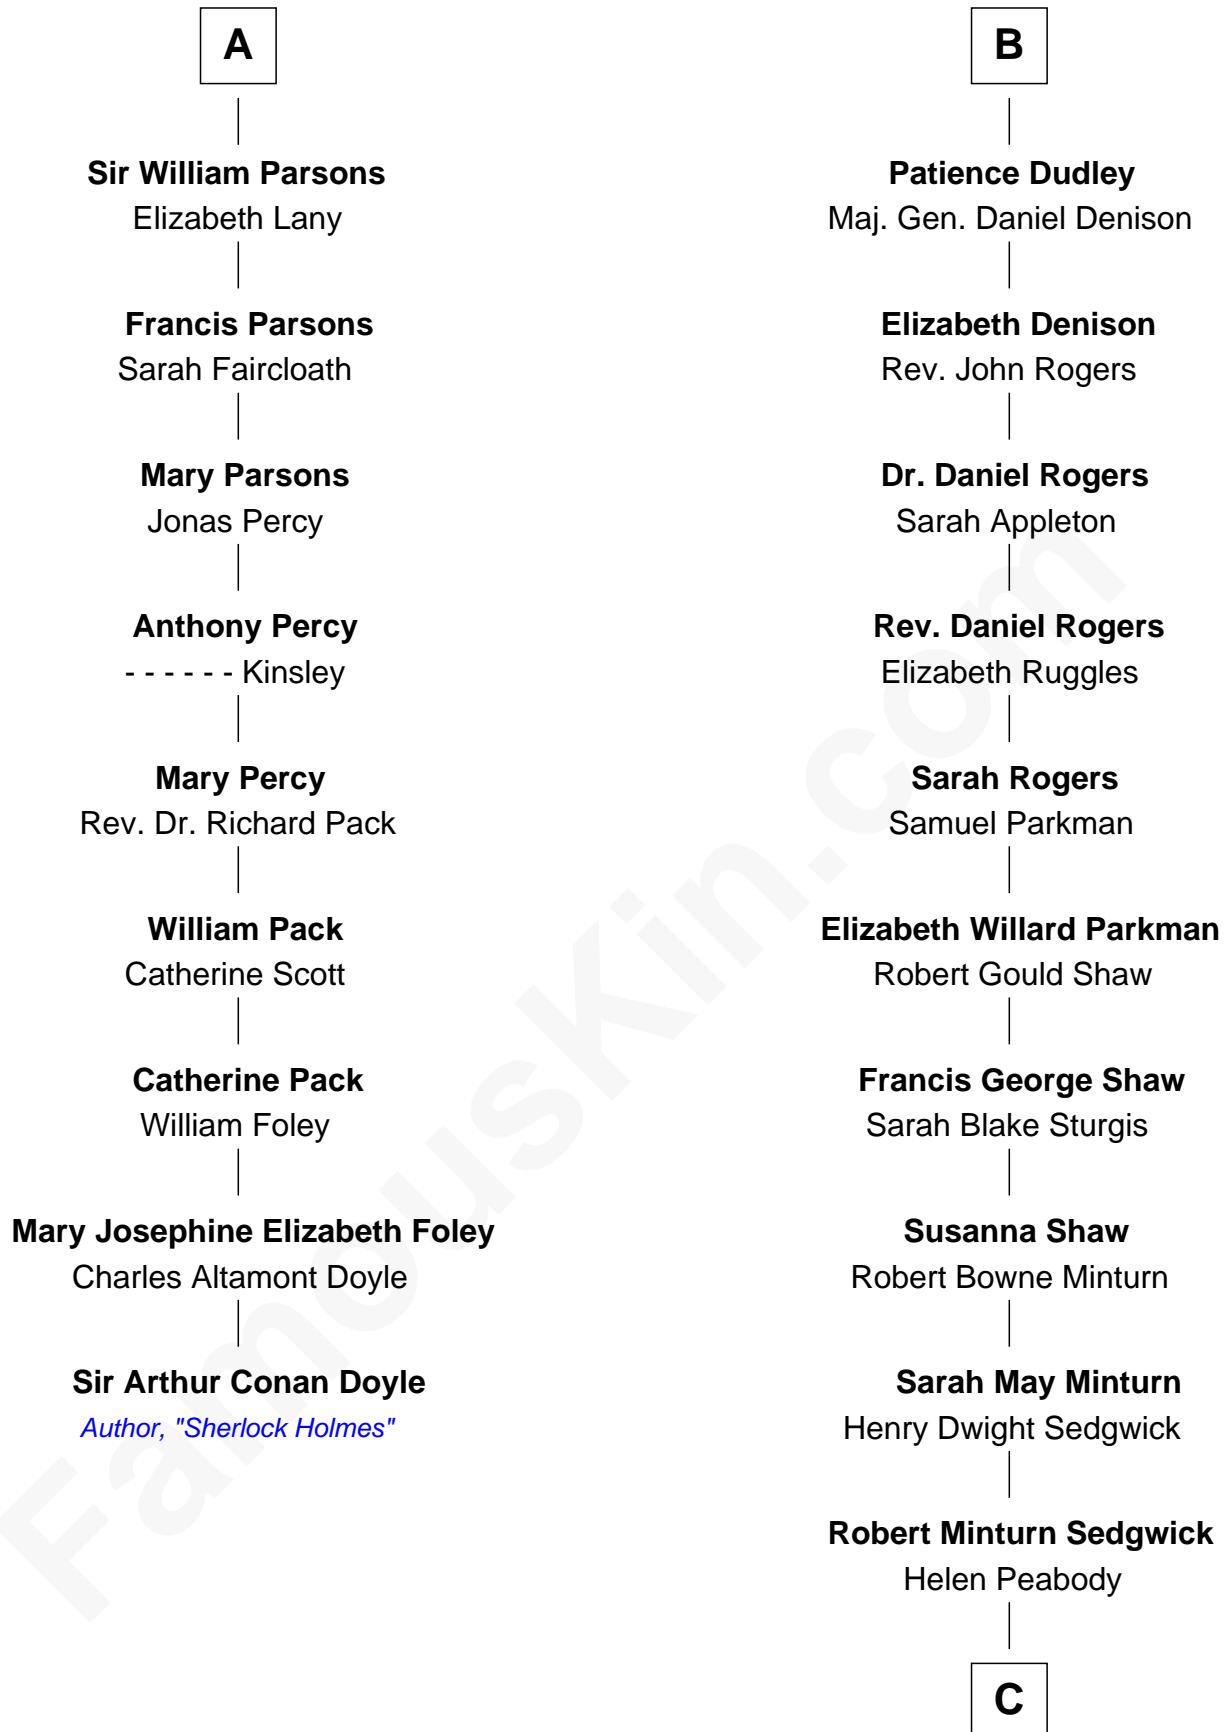 A
Sir William Parsons
Elizabeth Lany
Francis Parsons
Sarah Faircloath
Mary Parsons
Jonas Percy
Anthony Percy
- - - - - - Kinsley
Mary Percy
Rev. Dr. Richard Pack
William Pack
Catherine Scott
Catherine Pack
William Foley
Mary Josephine Elizabeth Foley
Charles Altamont Doyle
Sir Arthur Conan Doyle
Author, "Sherlock Holmes"
B
Patience Dudley
Maj. Gen. Daniel Denison
Elizabeth Denison
Rev. John Rogers
Dr. Daniel Rogers
Sarah Appleton
Rev. Daniel Rogers
Elizabeth Ruggles
Sarah Rogers
Samuel Parkman
Elizabeth Willard Parkman
Robert Gould Shaw
Francis George Shaw
Sarah Blake Sturgis
Susanna Shaw
Robert Bowne Minturn
Sarah May Minturn
Henry Dwight Sedgwick
Robert Minturn Sedgwick
Helen Peabody
C
FamousKin.com